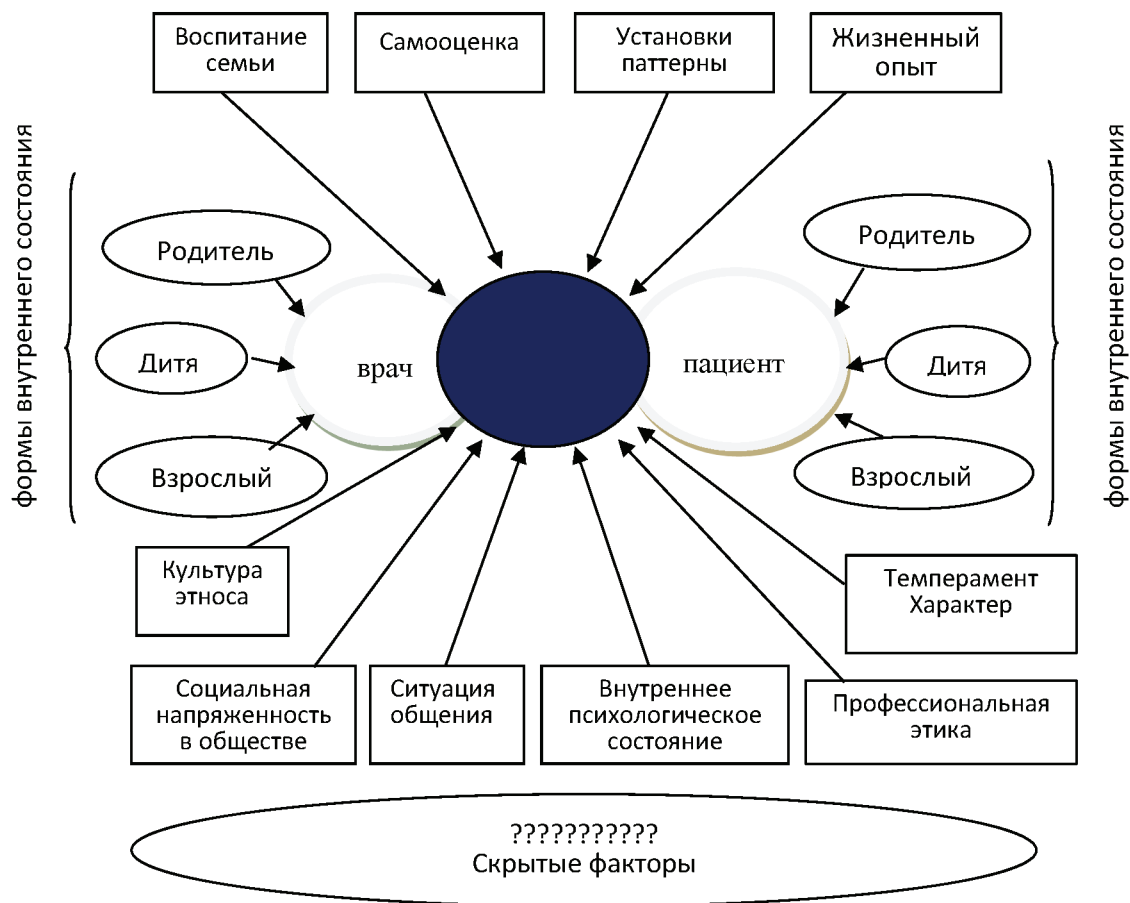 Воспитание
семьи
Самооценка
Установки
паттерны
Жизненный
опыт
формы внутреннего состояния
формы внутреннего состояния
Родитель
Родитель
Дитя
врач
пациент
Дитя
Взрослый
Взрослый
Культура
этноса
Темперамент
Характер
Социальная
напряженность
в обществе
Ситуация
общения
Внутреннее
психологическое
состояние
Профессиональная
этика
???????????
Скрытые факторы